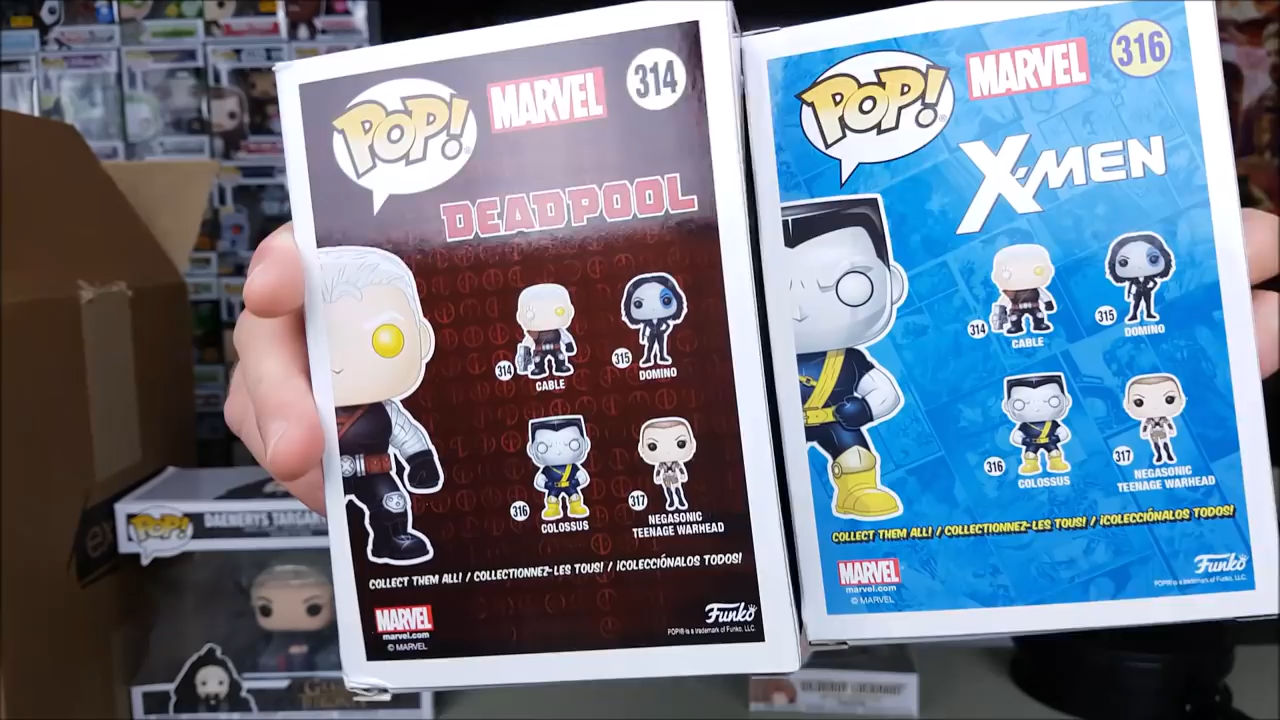 POP!
MARVEL
314
DEADPOOL
314
CABLE
315
DOMINO
316
COLOSSUS
317
NEGASONIC
TEENAGE WARHEAD
COLLECT THEM ALL! / COLLECTIONNEZ-LES TOUS! / ¡COLECCIÓNALOS TODOS!
MARVEL
marvel.com
© MARVEL
Funko
POP!® is a trademark of Funko, LLC.
POP!
MARVEL
316
X-MEN
314
CABLE
315
DOMINO
316
COLOSSUS
317
NEGASONIC
TEENAGE WARHEAD
COLLECT THEM ALL! / COLLECTIONNEZ-LES TOUS! / ¡COLECCIÓNALOS TODOS!
MARVEL
marvel.com
© MARVEL
Funko
POP!® is a trademark of Funko, LLC.
POP!
DAENERYS